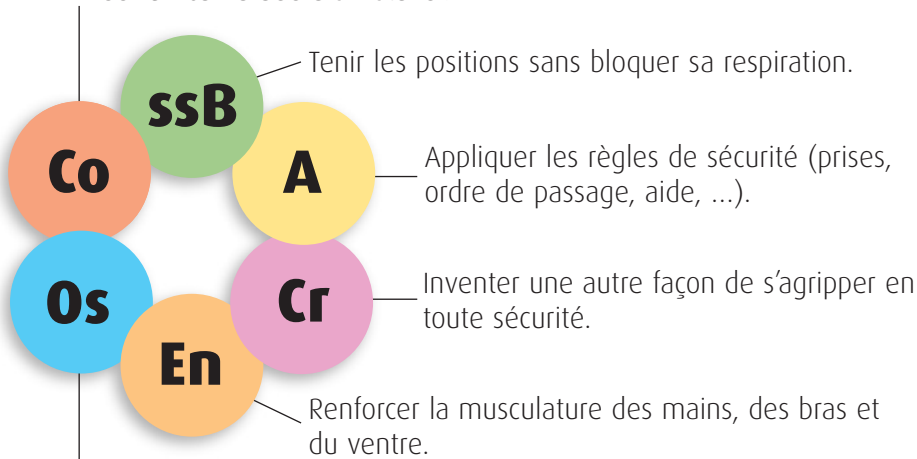 ssB
Tenir les positions sans bloquer sa respiration.
Co
A
Appliquer les règles de sécurité (prises,
ordre de passage, aide, ...).
Os
Cr
Inventer une autre façon de s'agripper en
toute sécurité.
En
Renforcer la musculature des mains, des bras et
du ventre.